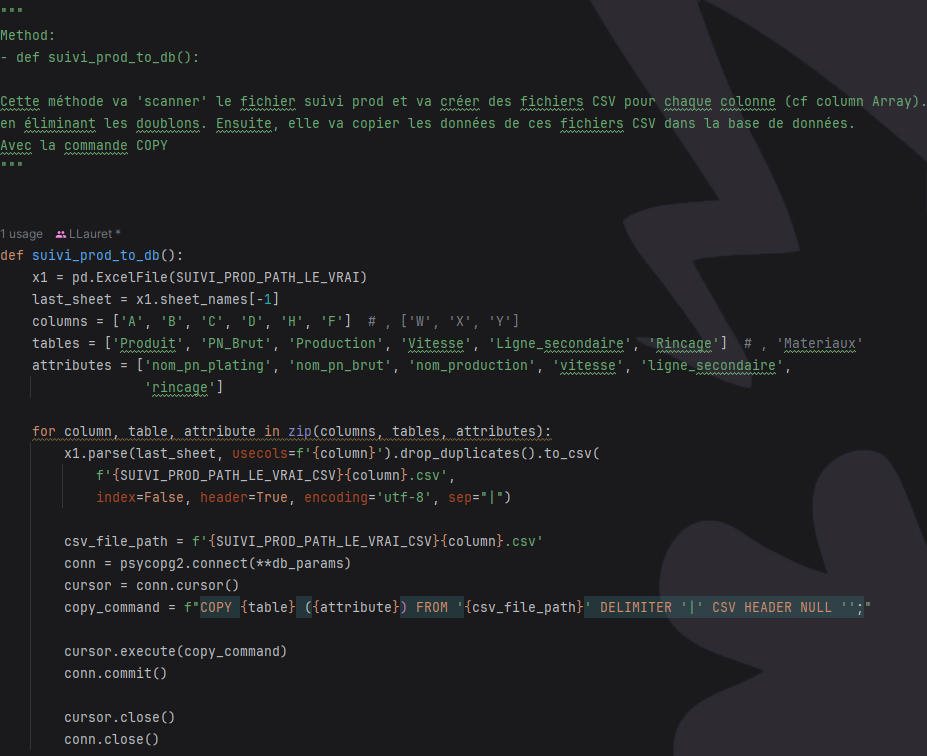 """
Method:
- def suivi_prod_to_db():
Cette méthode va 'scanner' le fichier suivi prod et va créer des fichiers CSV pour chaque colonne (cf column Array).
en éliminant les doublons. Ensuite, elle va copier les données de ces fichiers CSV dans la base de données.
Avec la commande COPY
"""
1 usage LLauret *
def suivi_prod_to_db():
    x1 = pd.ExcelFile(SUIVI_PROD_PATH_LE_VRAI)
    last_sheet = x1.sheet_names[-1]
    columns = ['A', 'B', 'C', 'D', 'H', 'F']  # , ['W', 'X', 'Y']
    tables = ['Produit', 'PN_Brut', 'Production', 'Vitesse', 'Ligne_secondaire', 'Rincage']  # , 'Materiaux'
    attributes = ['nom_pn_plating', 'nom_pn_brut', 'nom_production', 'vitesse', 'ligne_secondaire',
                  'rincage']
    for column, table, attribute in zip(columns, tables, attributes):
        x1.parse(last_sheet, usecols=f'{column}').drop_duplicates().to_csv(
            f'{SUIVI_PROD_PATH_LE_VRAI_CSV}{column}.csv',
            index=False, header=True, encoding='utf-8', sep="|")
        csv_file_path = f'{SUIVI_PROD_PATH_LE_VRAI_CSV}{column}.csv'
        conn = psycopg2.connect(**db_params)
        cursor = conn.cursor()
        copy_command = f"COPY {table} ({attribute}) FROM '{csv_file_path}' DELIMITER '|' CSV HEADER NULL '';"
        cursor.execute(copy_command)
        conn.commit()
        cursor.close()
        conn.close()